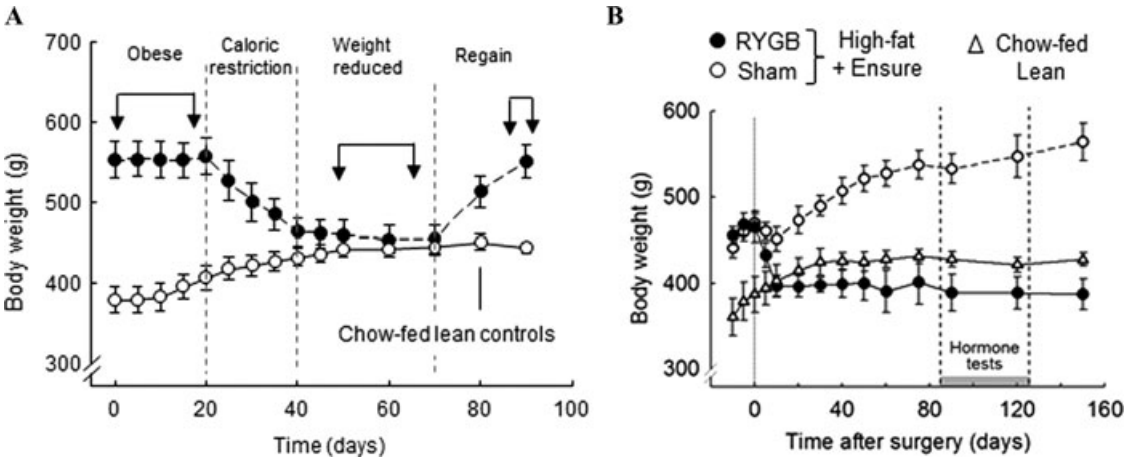 A
700
600
500
400
300
Body weight (g)
Obese
Caloric
restriction
Weight
reduced
Regain
Chow-fed lean controls
0 20 40 60 80 100
Time (days)
B
RYGB
Sham
High-fat
+ Ensure
Chow-fed
Lean
600
500
400
300
Body weight (g)
Hormone
tests
0 40 80 120 160
Time after surgery (days)